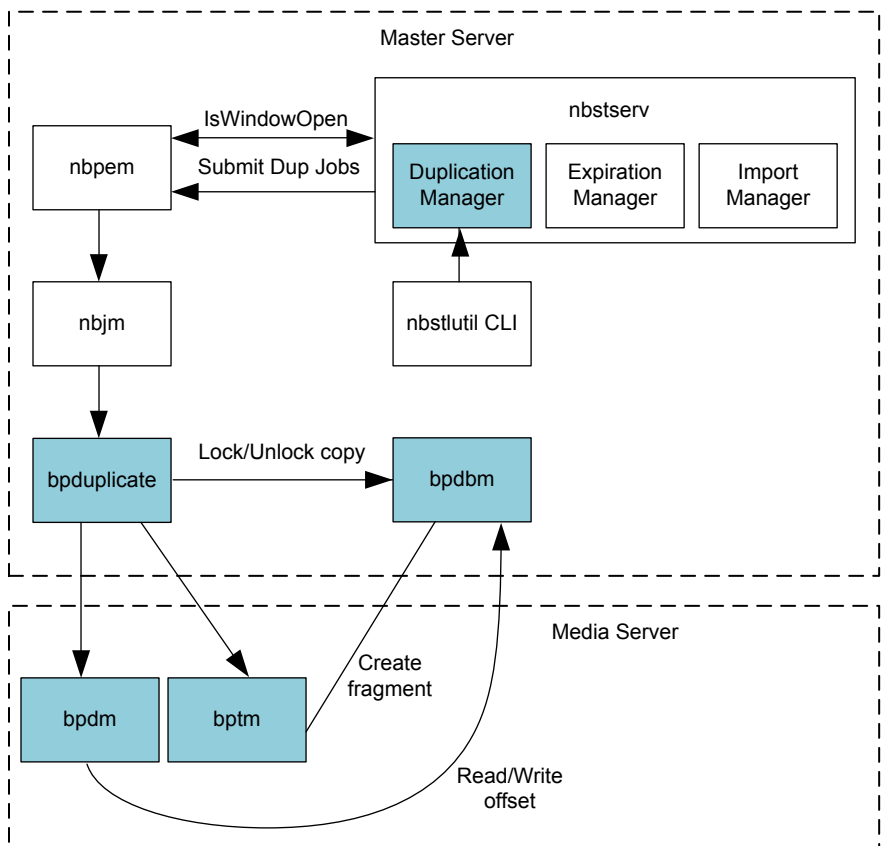 Master Server
nbstserv
IsWindowOpen
nbpem
Submit Dup Jobs
Duplication
Manager
Expiration
Manager
Import
Manager
nbjm
nbstlutil CLI
Lock/Unlock copy
bpduplicate
bpdbm
Media Server
Create
fragment
bpdm
bptm
Read/Write
offset